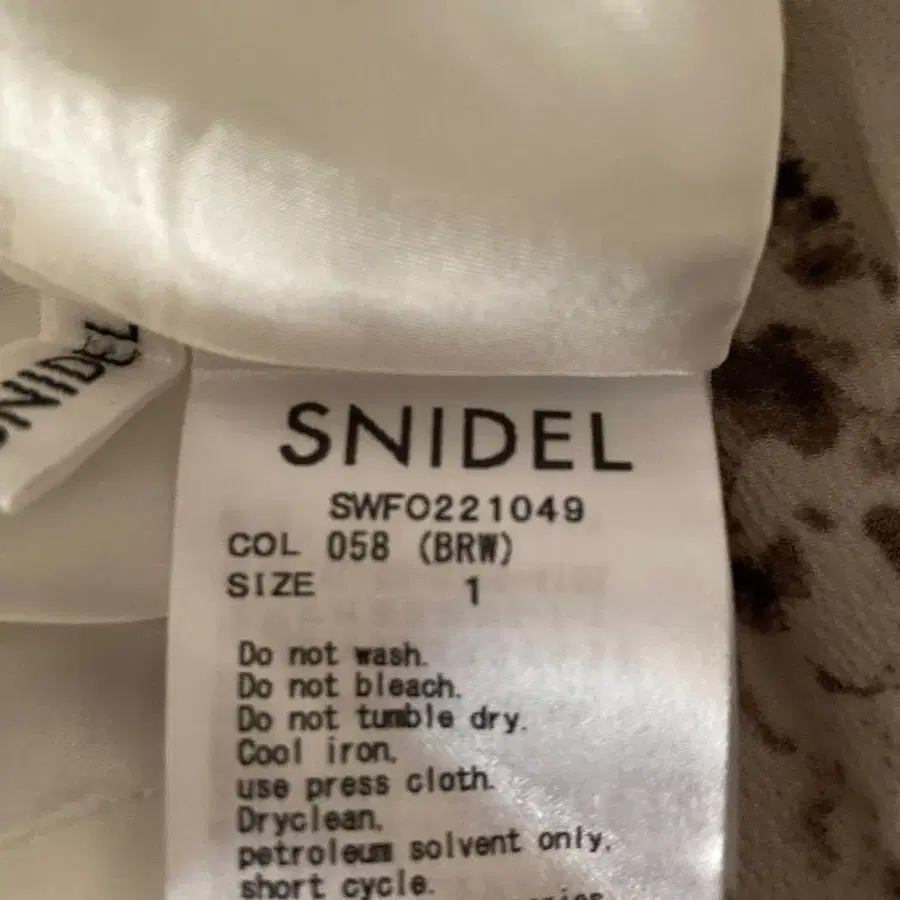 SNIDEL
SNIDEL
SWFO221049
COL 058 (BRW)
SIZE 1
Do not wash.
Do not bleach.
Do not tumble dry.
Cool iron,
use press cloth.
Dryclean,
petroleum solvent only,
short cycle.